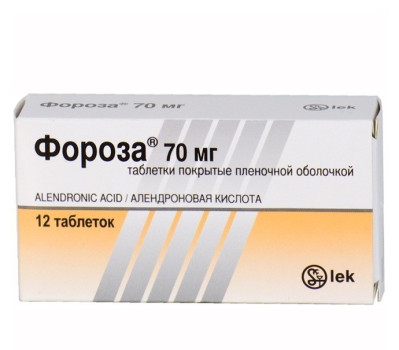 Фороза® 70 мг
lek
Фороза® 70 мг
таблетки покрытые пленочной оболочкой
ALENDRONIC ACID / АЛЕНДРОНОВАЯ КИСЛОТА
12 таблеток
lek